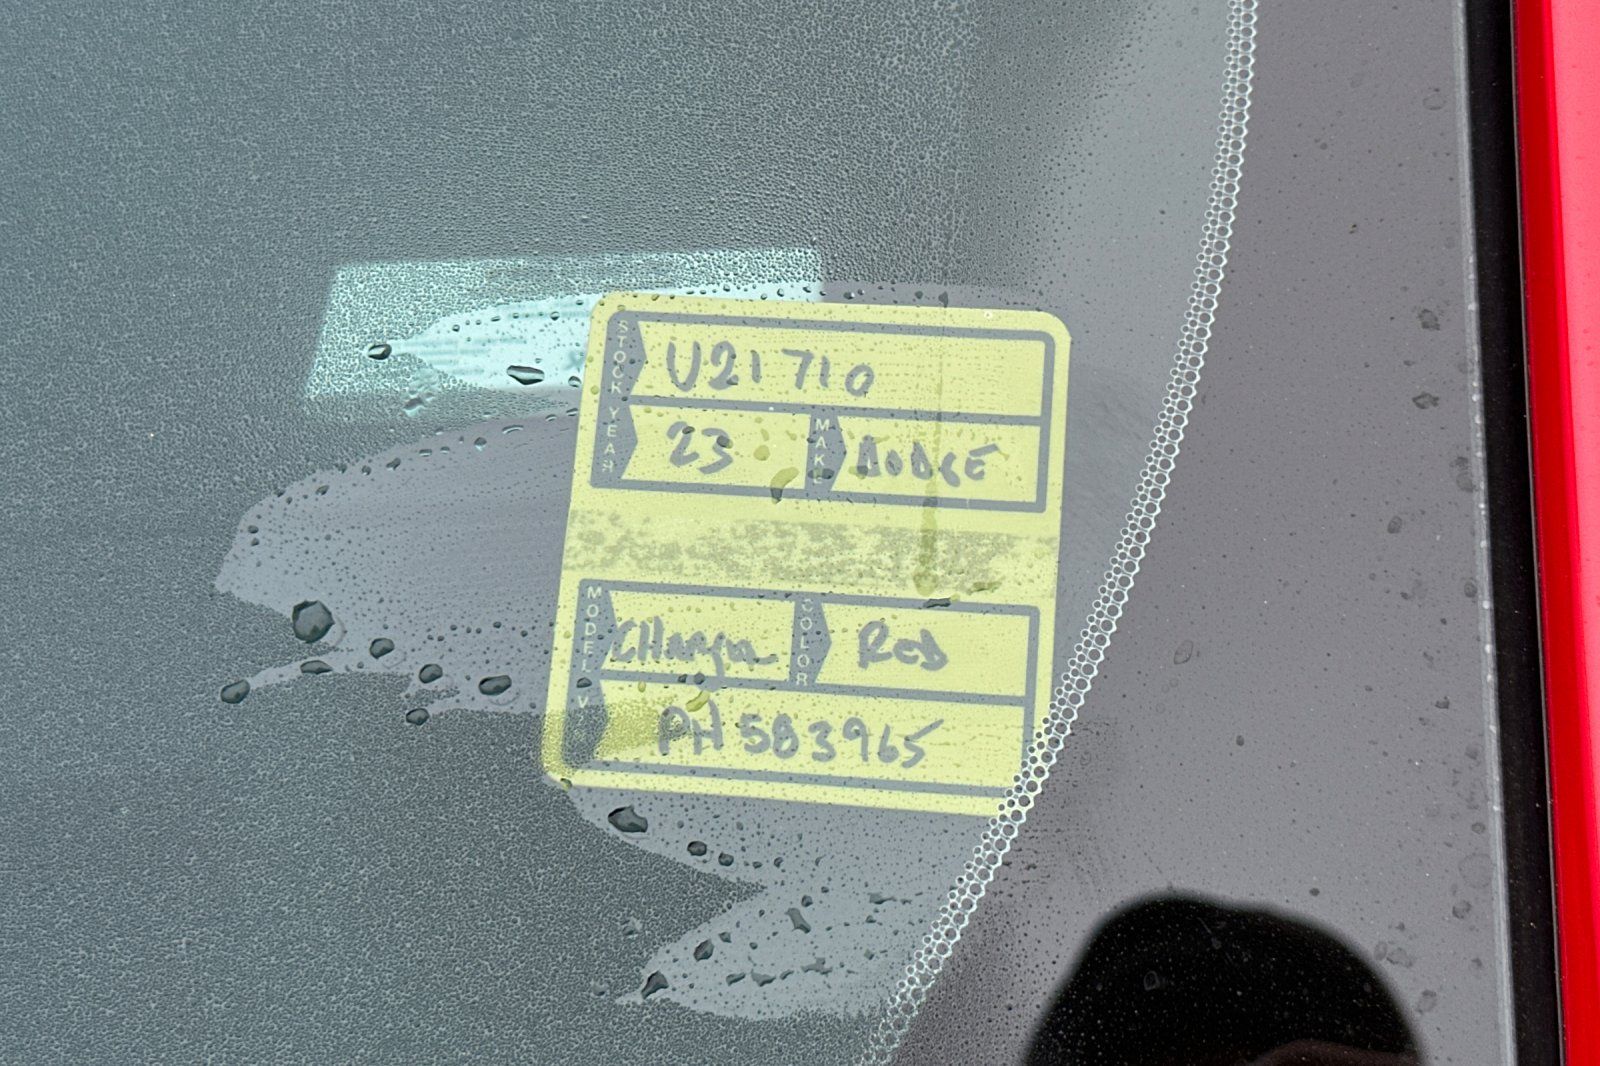 STOCK U21710
YEAR 23 MAKE DODGE
MODEL CHARGER COLOR Red
VIN PH583965